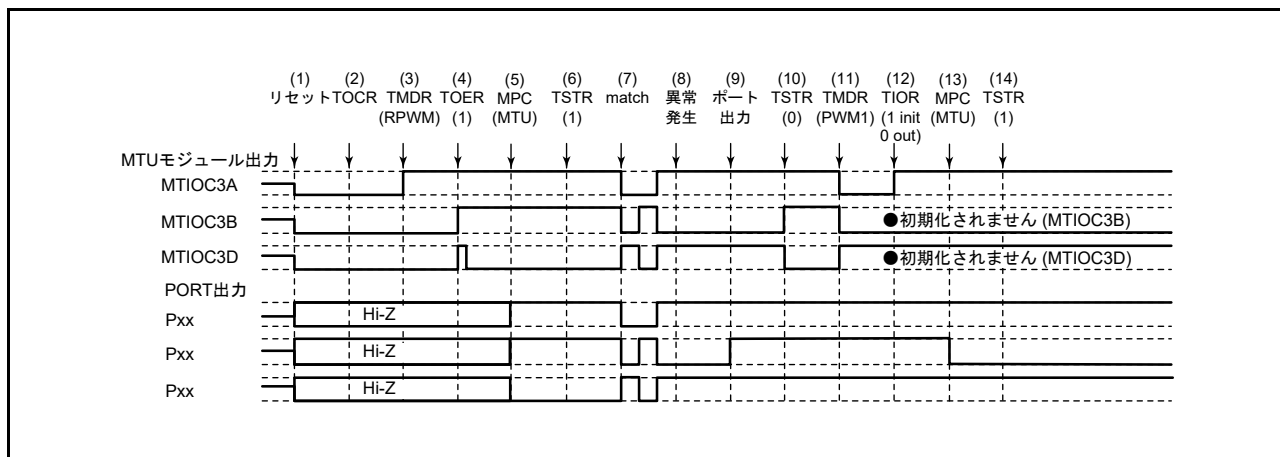 (1) (2) (3) (4) (5) (6) (7) (8) (9) (10) (11) (12) (13) (14)
リセット TOCR TMDR TOER MPC TSTR match 異常 ポート TSTR TMDR TIOR MPC TSTR
(RPWM) (1) (MTU) (1) 発生 出力 (0) (PWM1) (1 init (MTU) (1)
0 out)
MTUモジュール出力
MTIOC3A
MTIOC3B ●初期化されません (MTIOC3B)
MTIOC3D ●初期化されません (MTIOC3D)
PORT出力
Pxx Hi-Z
Pxx Hi-Z
Pxx Hi-Z